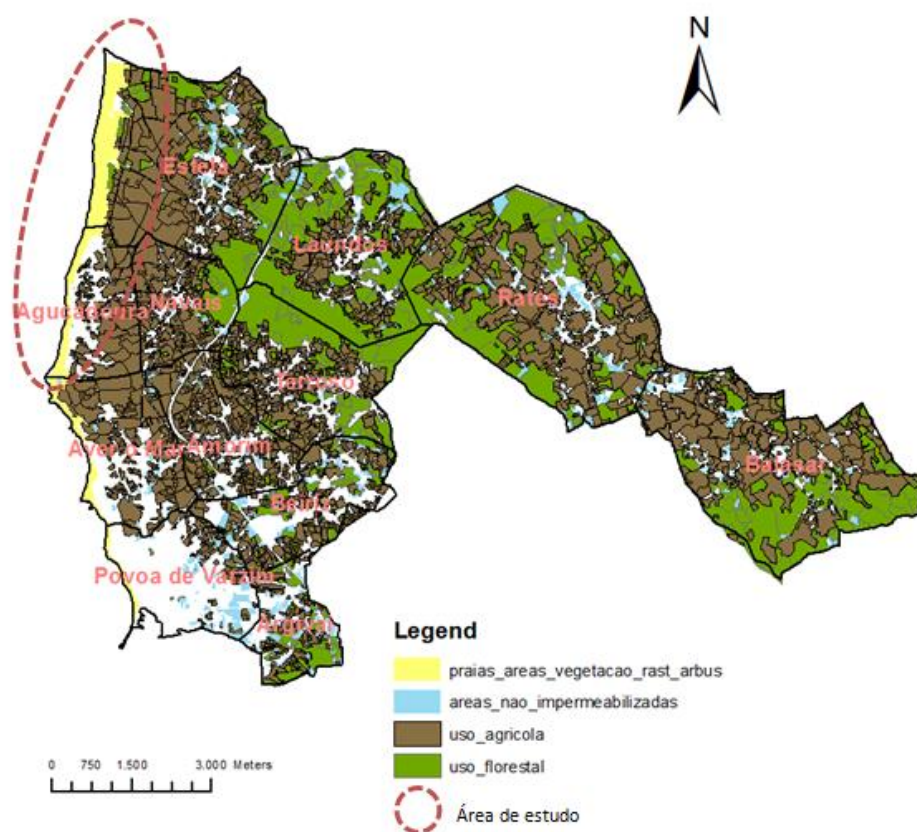 N
Estela
Laundos
Rates
Agucadoura
Navais
Terroso
Aver o Mar
Amorim
Balasar
Beiriz
Povoa de Varzim
Argivai
Legend
praias_areas_vegetacao_rast_arbus
areas_nao_impermeabilizadas
uso_agricola
uso_florestal
Área de estudo
0 750 1.500 3.000 Meters